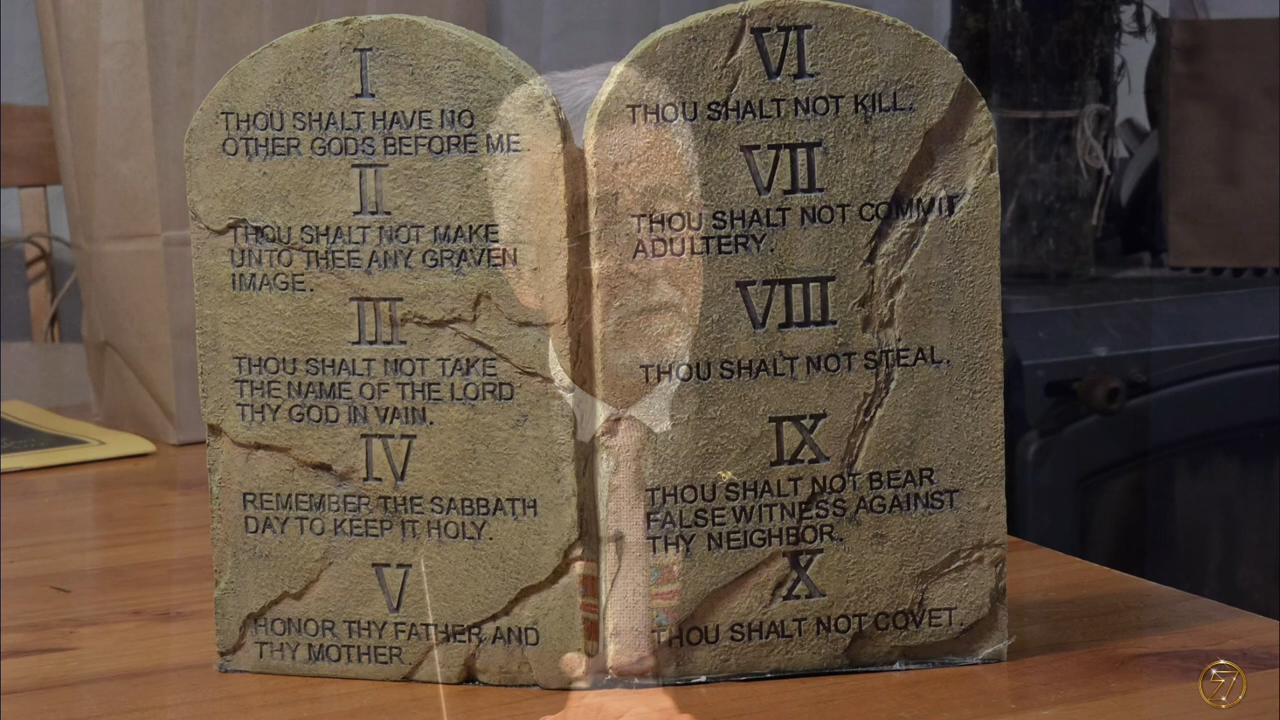 I
THOU SHALT HAVE NO
OTHER GODS BEFORE ME.
II
THOU SHALT NOT MAKE
UNTO THEE ANY GRAVEN
IMAGE.
III
THOU SHALT NOT TAKE
THE NAME OF THE LORD
THY GOD IN VAIN.
IV
REMEMBER THE SABBATH
DAY TO KEEP IT HOLY.
V
HONOR THY FATHER AND
THY MOTHER.
VI
THOU SHALT NOT KILL.
VII
THOU SHALT NOT COMMIT
ADULTERY.
VIII
THOU SHALT NOT STEAL.
IX
THOU SHALT NOT BEAR
FALSE WITNESS AGAINST
THY NEIGHBOR.
X
THOU SHALT NOT COVET.